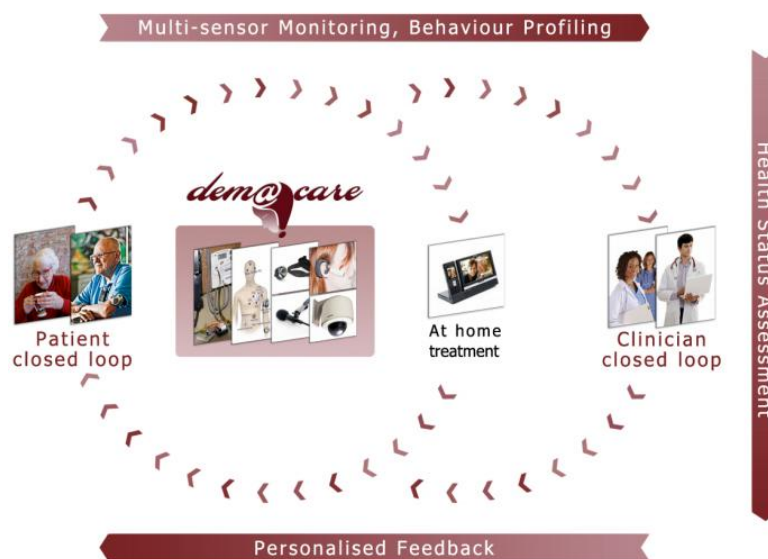 Multi-sensor Monitoring, Behaviour Profiling
Health Status Assessment
dem@care
Patient
closed loop
At home
treatment
Clinician
closed loop
Personalised Feedback